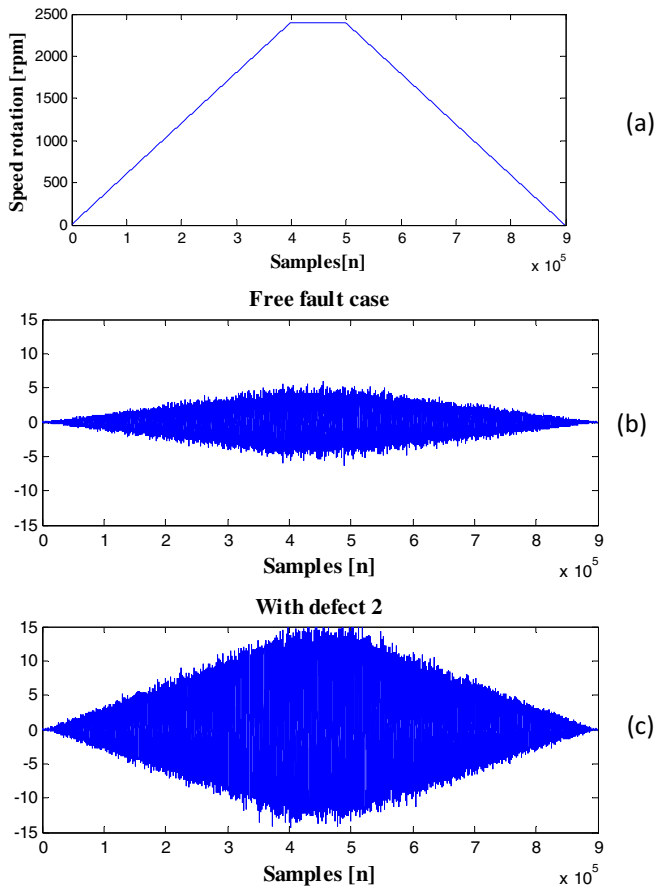 2500
2000
1500
1000
500
0
Speed rotation [rpm]
0 1 2 3 4 5 6 7 8 9
x 10^5
Samples[n]
(a)
Free fault case
15
10
5
0
-5
-10
-15
0 1 2 3 4 5 6 7 8 9
x 10^5
Samples [n]
(b)
With defect 2
15
10
5
0
-5
-10
-15
0 1 2 3 4 5 6 7 8 9
x 10^5
Samples [n]
(c)